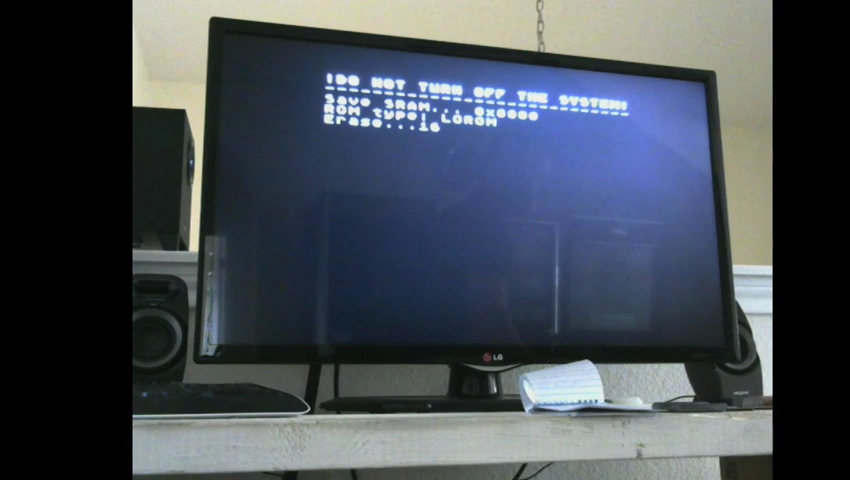 !DO NOT TURN OFF THE SYSTEM!
Save SRAM... 0x8000
ROM type: LOROM
Erase...16
LG